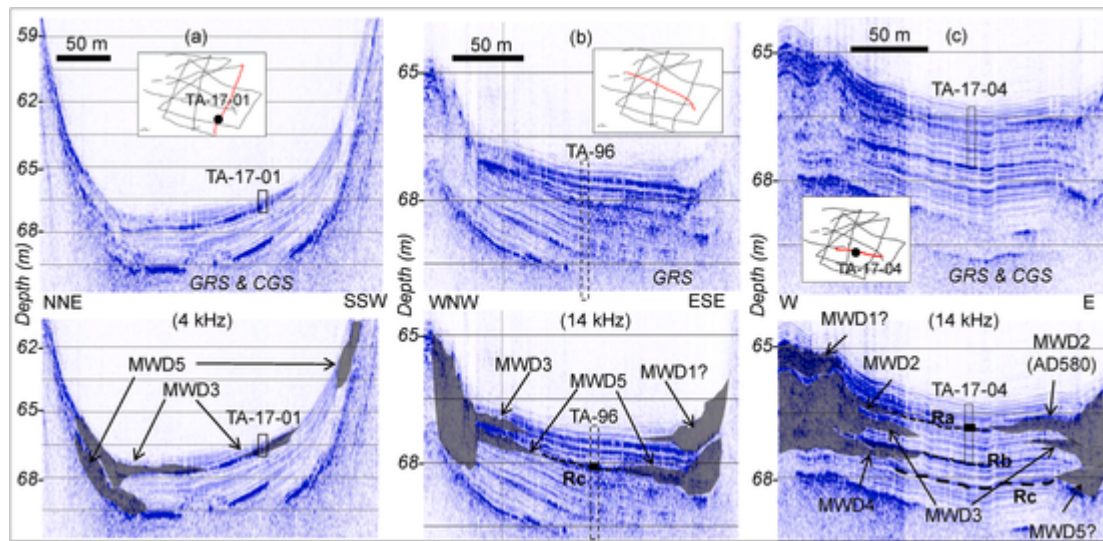 (a)
50 m
59
62
65
68
Depth (m)
TA-17-01
TA-17-01
GRS & CGS
(b)
50 m
65
68
Depth (m)
TA-96
GRS
(c)
50 m
65
68
Depth (m)
TA-17-04
TA-17-04
GRS & CGS
NNE
SSW
(4 kHz)
62
65
68
Depth (m)
MWD5
MWD3
TA-17-01
WNW
ESE
(14 kHz)
65
68
Depth (m)
MWD3
MWD5
MWD1?
TA-96
Rc
W
E
(14 kHz)
65
68
Depth (m)
MWD1?
MWD2
MWD2
(AD580)
TA-17-04
Ra
Rb
Rc
MWD4
MWD3
MWD5?